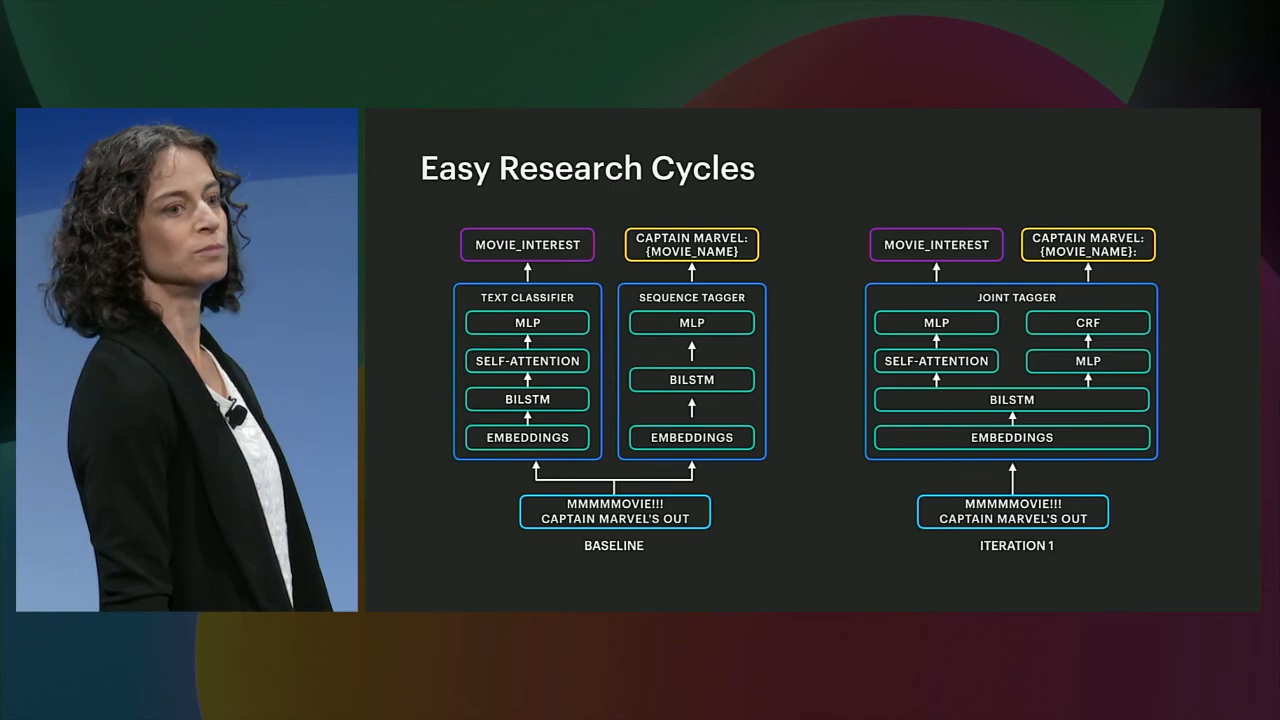 Easy Research Cycles
MOVIE_INTEREST
CAPTAIN MARVEL:
{MOVIE_NAME}
TEXT CLASSIFIER
MLP
SELF-ATTENTION
BILSTM
EMBEDDINGS
SEQUENCE TAGGER
MLP
BILSTM
EMBEDDINGS
MMMMMOVIE!!!
CAPTAIN MARVEL'S OUT
BASELINE
MOVIE_INTEREST
CAPTAIN MARVEL:
{MOVIE_NAME}:
JOINT TAGGER
MLP
CRF
SELF-ATTENTION
MLP
BILSTM
EMBEDDINGS
MMMMMOVIE!!!
CAPTAIN MARVEL'S OUT
ITERATION 1